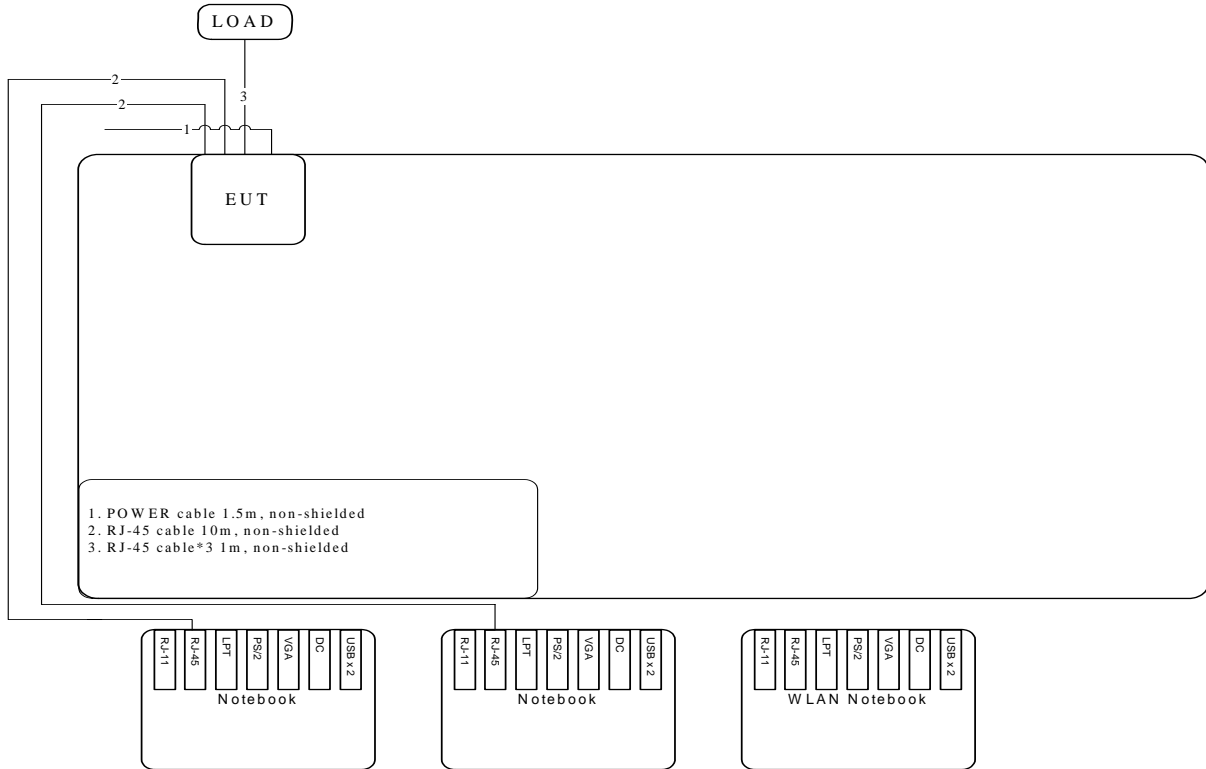 LOAD
2
2
3
1
EUT
1. POWER cable 1.5m, non-shielded
2. RJ-45 cable 10m, non-shielded
3. RJ-45 cable*3 1m, non-shielded
RJ-11
RJ-45
LPT
PS/2
VGA
DC
USB x 2
Notebook
RJ-11
RJ-45
LPT
PS/2
VGA
DC
USB x 2
Notebook
RJ-11
RJ-45
LPT
PS/2
VGA
DC
USB x 2
WLAN Notebook